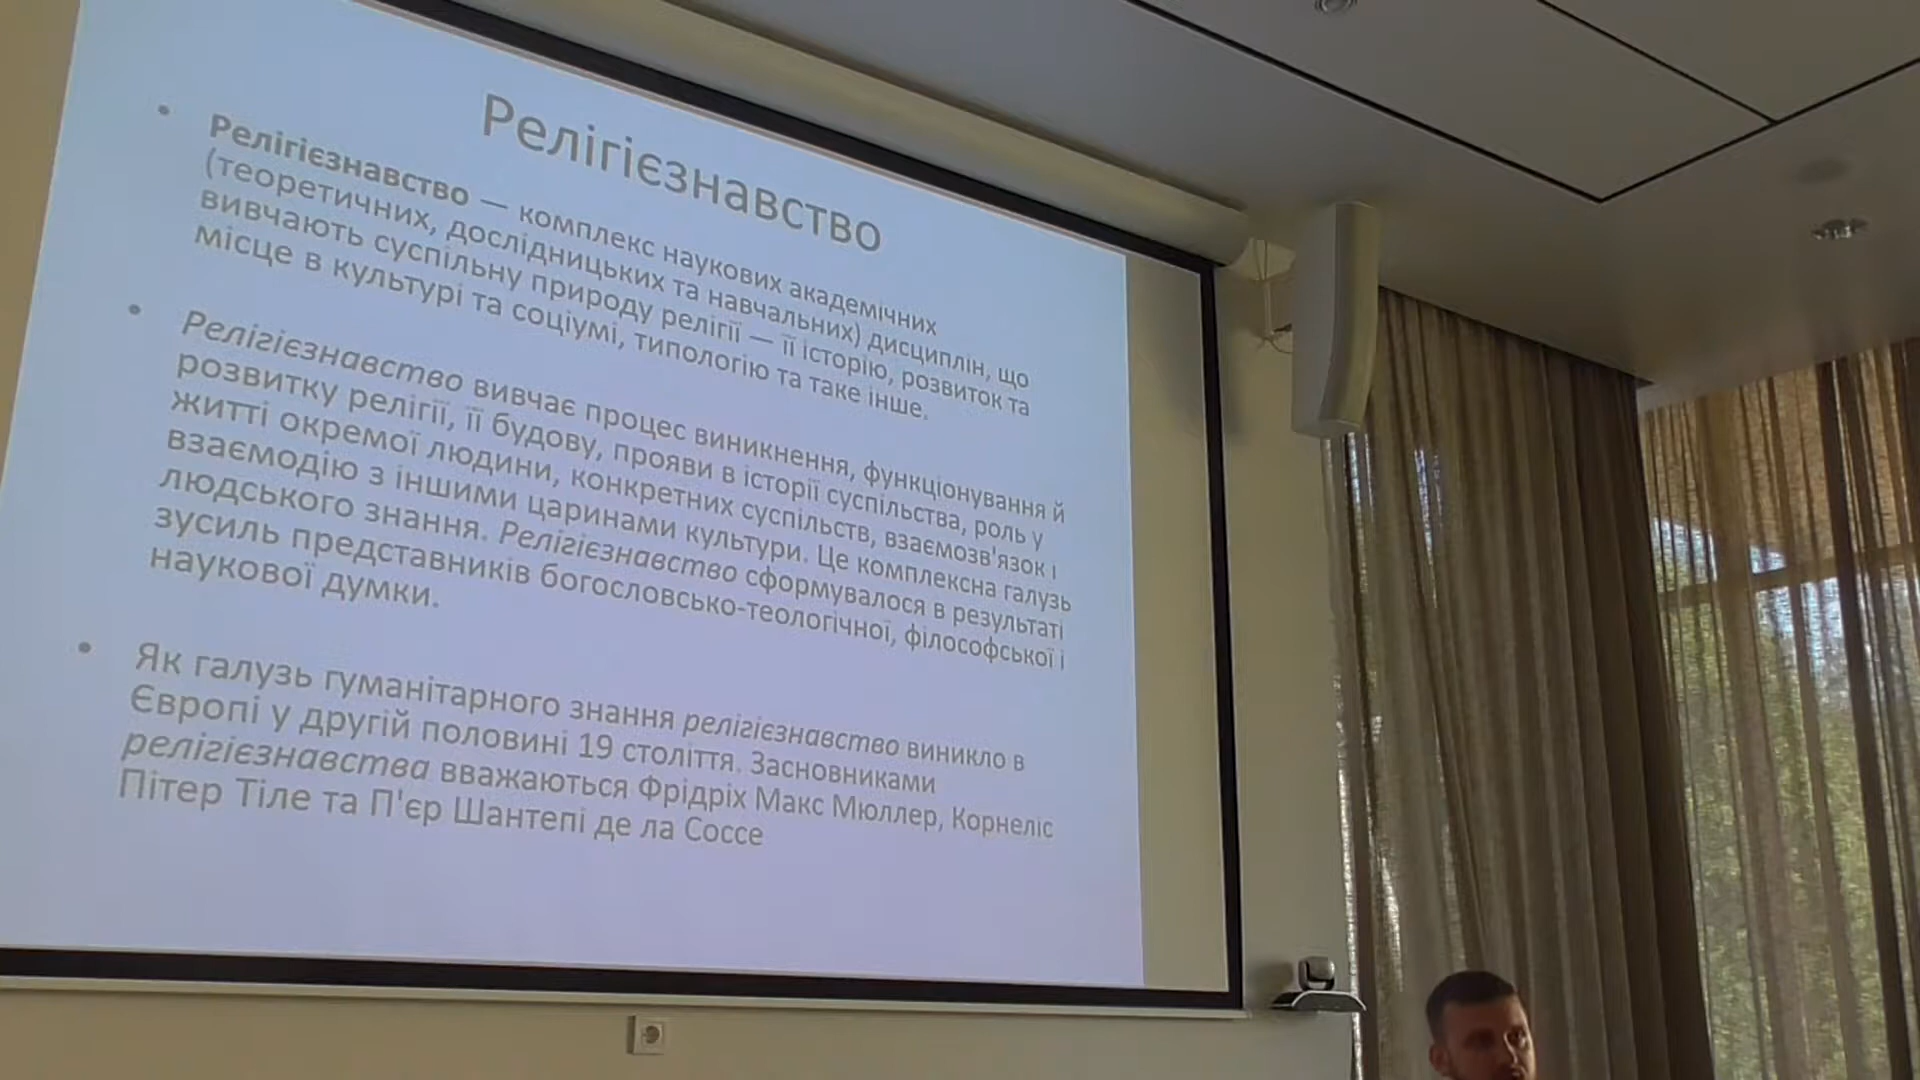 Релігієзнавство
• Релігієзнавство — комплекс наукових академічних
(теоретичних, дослідницьких та навчальних) дисциплін, що
вивчають суспільну природу релігії — її історію, розвиток та
місце в культурі та соціумі, типологію та таке інше.
• Релігієзнавство вивчає процес виникнення, функціонування й
розвитку релігії, її будову, прояви в історії суспільства, роль у
житті окремої людини, конкретних суспільств, взаємозв'язок і
взаємодію з іншими царинами культури. Це комплексна галузь
людського знання. Релігієзнавство сформувалося в результаті
зусиль представників богословсько-теологічної, філософської і
наукової думки.
• Як галузь гуманітарного знання релігієзнавство виникло в
Європі у другій половині 19 століття. Засновниками
релігієзнавства вважаються Фрідріх Макс Мюллер, Корнеліс
Пітер Тіле та П'єр Шантепі де ла Соссе